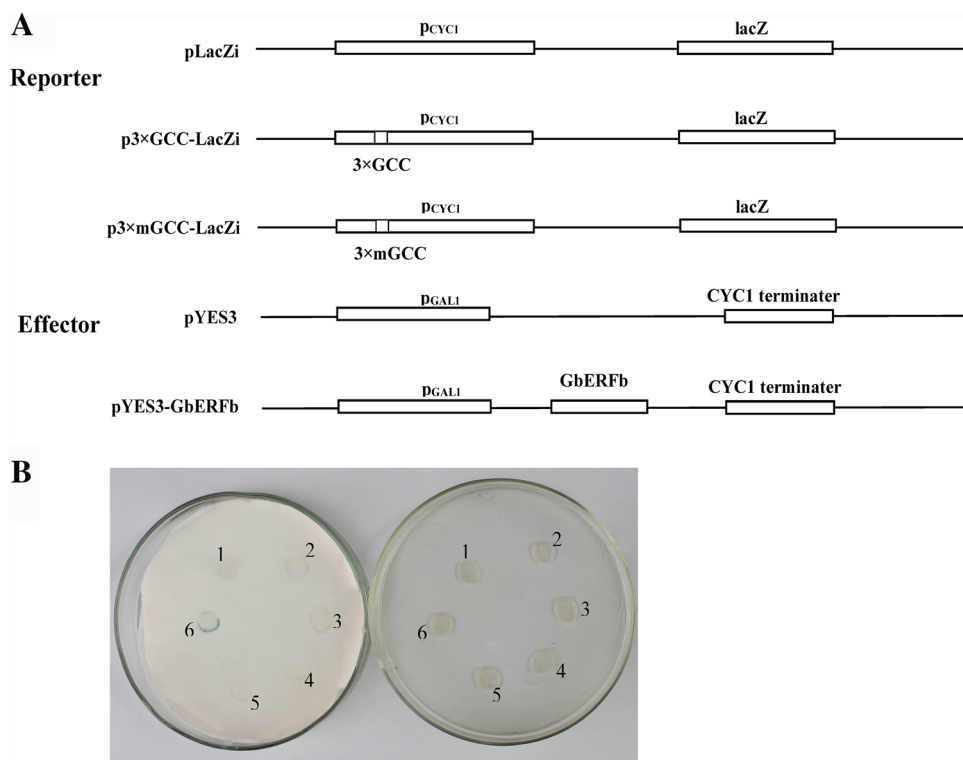 A
Reporter
pLacZi
pCYC1
lacZ
p3×GCC-LacZi
pCYC1
lacZ
3×GCC
p3×mGCC-LacZi
pCYC1
lacZ
3×mGCC
Effector
pYES3
pGAL1
CYC1 terminater
pYES3-GbERFb
pGAL1
GbERFb
CYC1 terminater
B
1
2
3
4
5
6
1
2
3
4
5
6